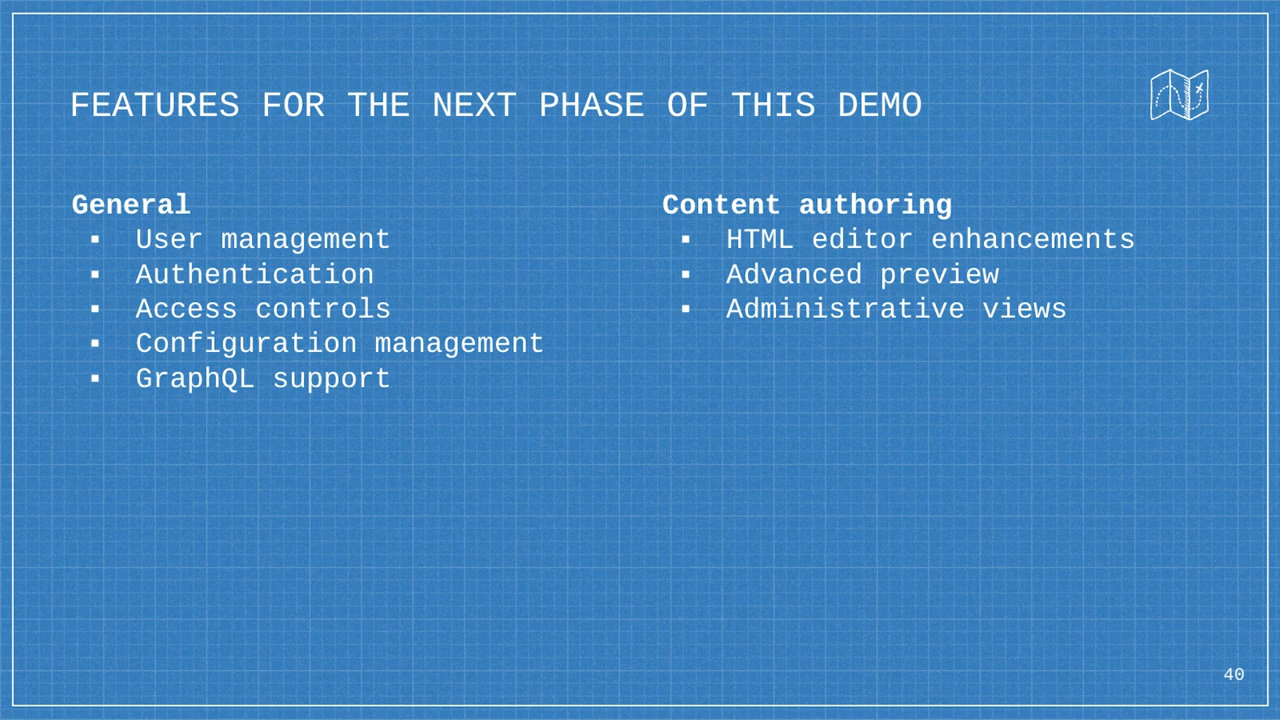 FEATURES FOR THE NEXT PHASE OF THIS DEMO
General
▪ User management
▪ Authentication
▪ Access controls
▪ Configuration management
▪ GraphQL support
Content authoring
▪ HTML editor enhancements
▪ Advanced preview
▪ Administrative views
40